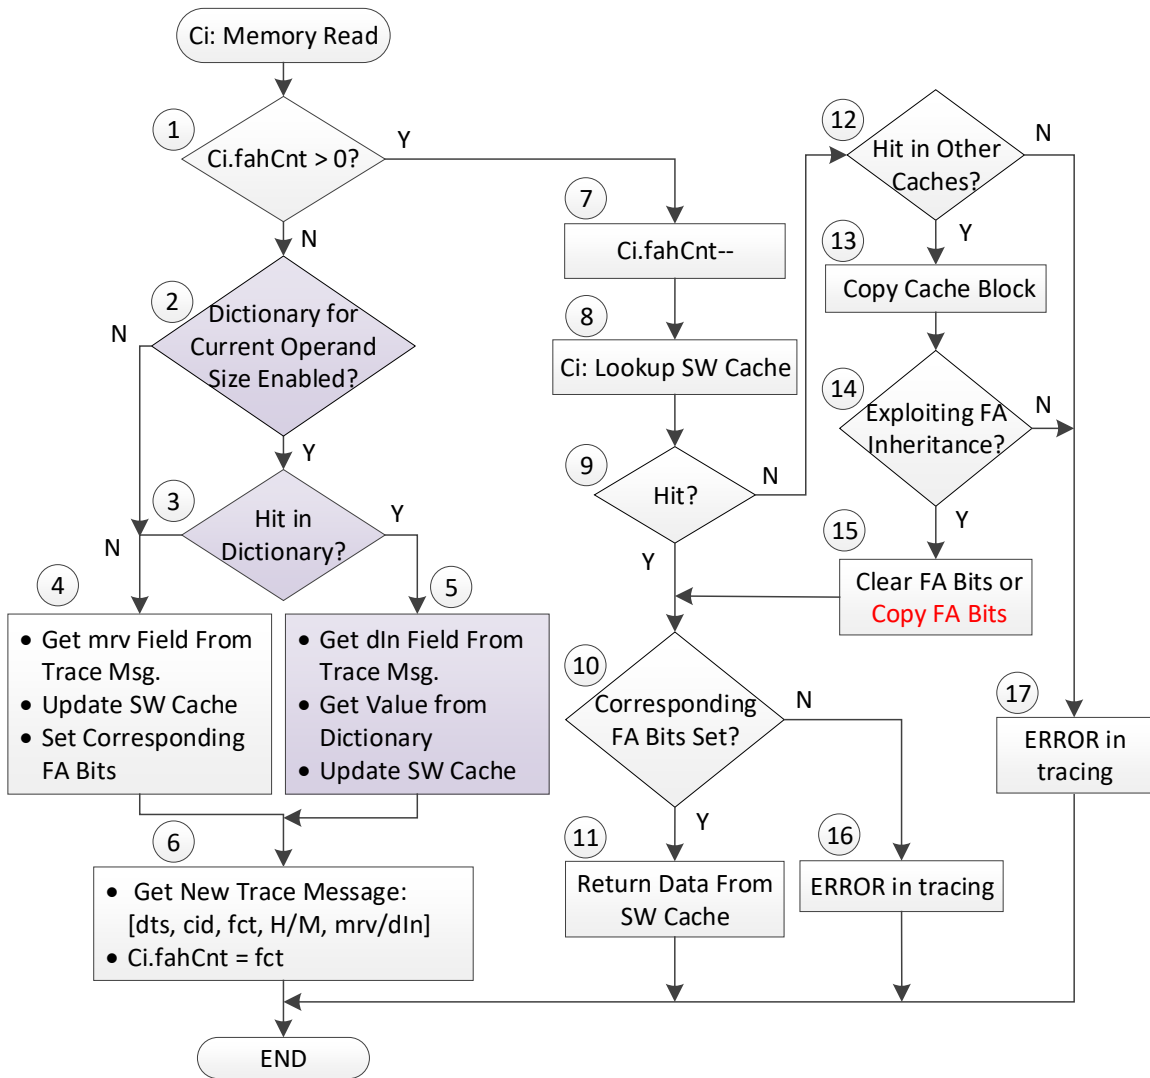 Ci: Memory Read
1
Ci.fahCnt > 0?
Y
N
2
Dictionary for
Current Operand
Size Enabled?
N
Y
3
Hit in
Dictionary?
N
Y
4
• Get mrv Field From
Trace Msg.
• Update SW Cache
• Set Corresponding
FA Bits
5
• Get dIn Field From
Trace Msg.
• Get Value from
Dictionary
• Update SW Cache
6
• Get New Trace Message:
[dts, cid, fct, H/M, mrv/dIn]
• Ci.fahCnt = fct
END
7
Ci.fahCnt--
8
Ci: Lookup SW Cache
9
Hit?
N
Y
10
Corresponding
FA Bits Set?
N
Y
11
Return Data From
SW Cache
12
Hit in Other
Caches?
N
Y
13
Copy Cache Block
14
Exploiting FA
Inheritance?
N
Y
15
Clear FA Bits or
Copy FA Bits
16
ERROR in tracing
17
ERROR in
tracing